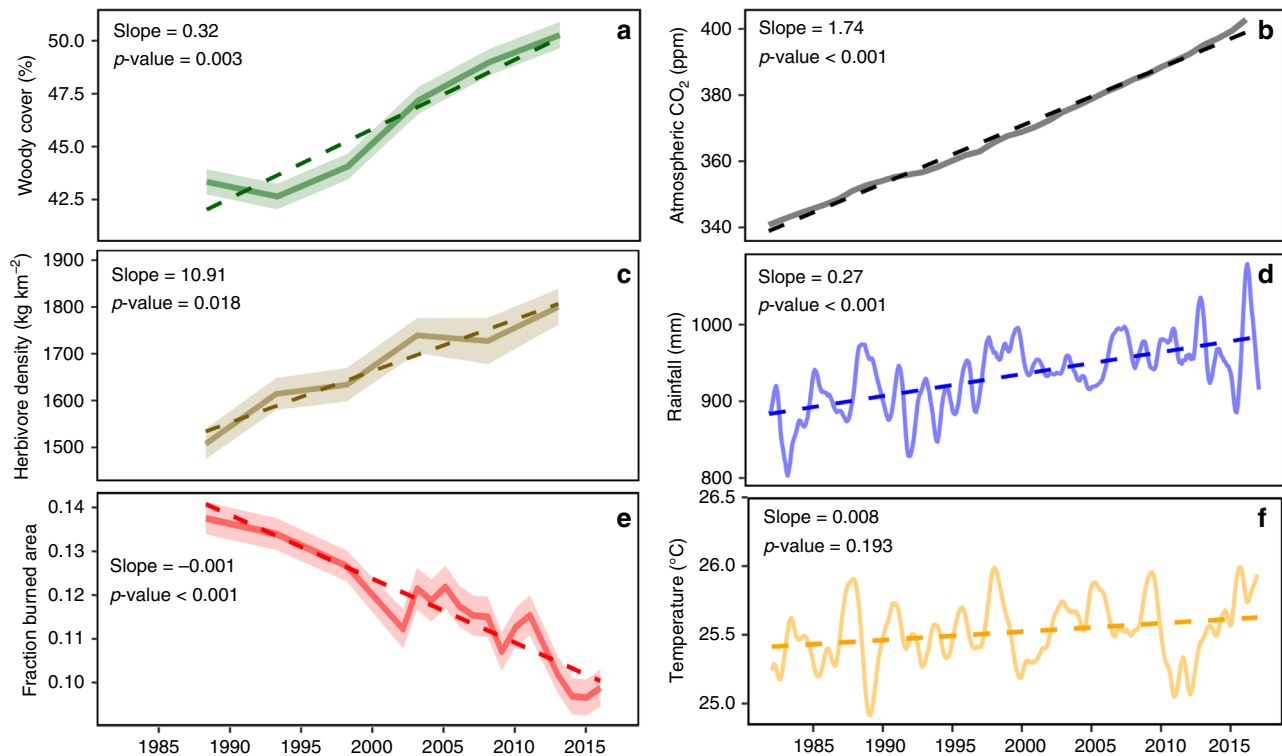 a
Slope = 0.32
p-value = 0.003
Woody cover (%)
50.0
47.5
45.0
42.5
b
Slope = 1.74
p-value < 0.001
Atmospheric CO₂ (ppm)
400
380
360
340
c
Slope = 10.91
p-value = 0.018
Herbivore density (kg km⁻²)
1900
1800
1700
1600
1500
d
Slope = 0.27
p-value < 0.001
Rainfall (mm)
1000
900
800
e
Slope = –0.001
p-value < 0.001
Fraction burned area
0.14
0.13
0.12
0.11
0.10
1985 1990 1995 2000 2005 2010 2015
f
Slope = 0.008
p-value = 0.193
Temperature (°C)
26.5
26.0
25.5
25.0
1985 1990 1995 2000 2005 2010 2015